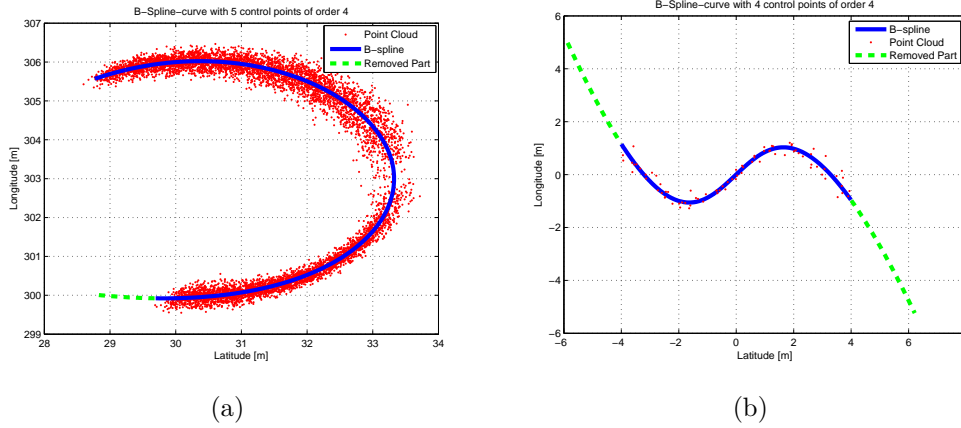 B−Spline−curve with 5 control points of order 4
307
306
305
304
303
302
301
300
299
28
29
30
31
32
33
34
Longitude [m]
Latitude [m]
Point Cloud
B−spline
Removed Part
(a)
B−Spline−curve with 4 control points of order 4
6
4
2
0
−2
−4
−6
−6
−4
−2
0
2
4
6
8
Longitude [m]
Latitude [m]
B−spline
Point Cloud
Removed Part
(b)